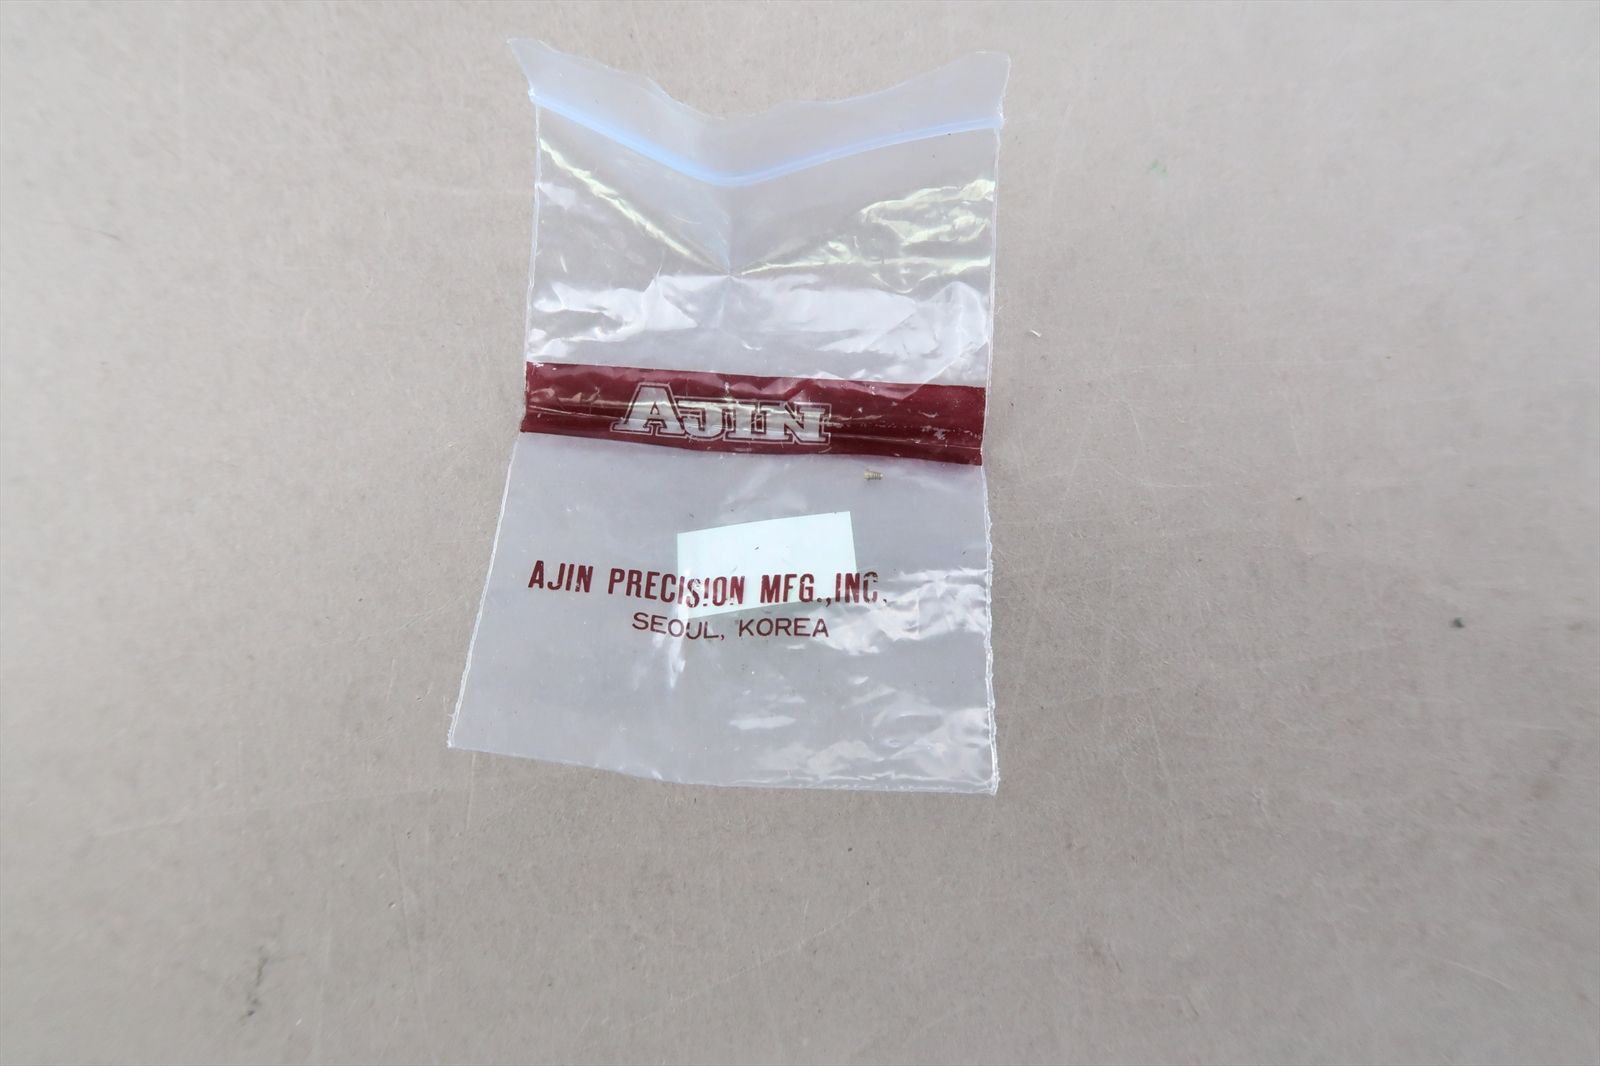 AJIN
AJIN PRECISION MFG.,INC.
SEOUL, KOREA